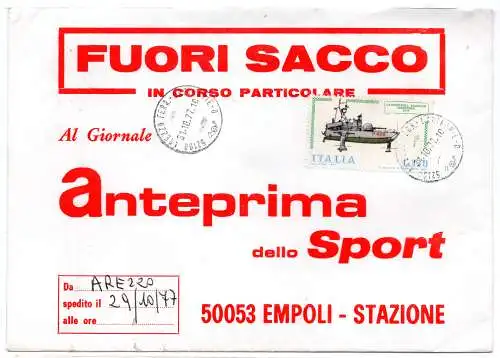 FUORI SACCO
IN CORSO PARTICOLARE
Al Giornale
ITALIA
anteprima
dello Sport
Da AREZZO
spedito il 29/10/77
alle ore
50053 EMPOLI - STAZIONE